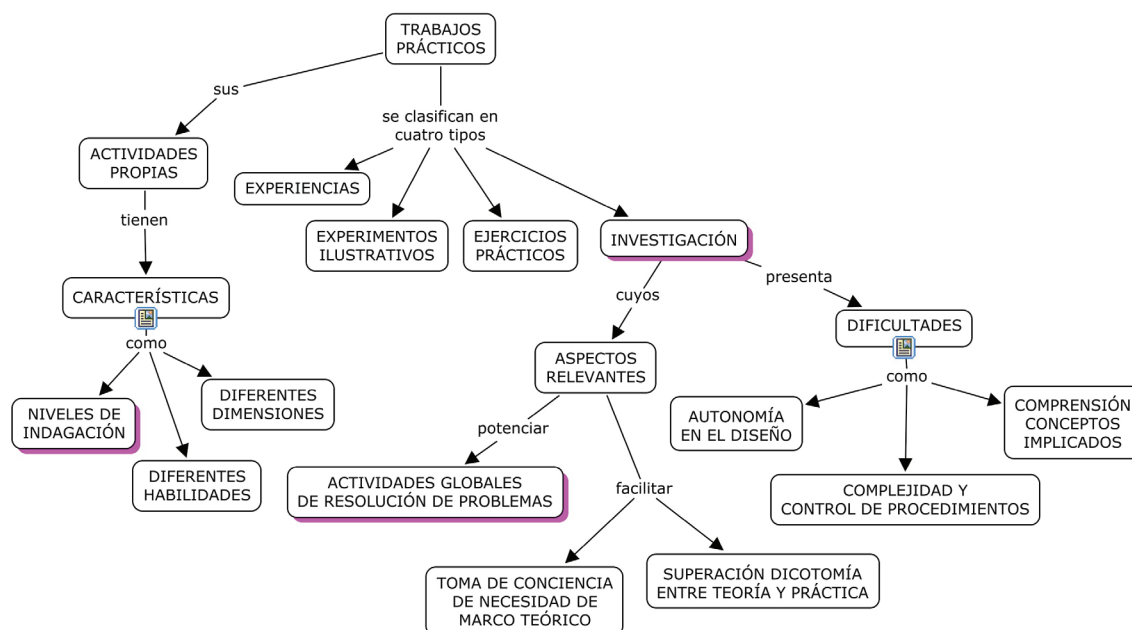 TRABAJOS
PRÁCTICOS
sus
se clasifican en
cuatro tipos
ACTIVIDADES
PROPIAS
EXPERIENCIAS
EXPERIMENTOS
ILUSTRATIVOS
EJERCICIOS
PRÁCTICOS
INVESTIGACIÓN
tienen
CARACTERÍSTICAS
como
NIVELES DE
INDAGACIÓN
DIFERENTES
HABILIDADES
DIFERENTES
DIMENSIONES
cuyos
presenta
ASPECTOS
RELEVANTES
DIFICULTADES
potenciar
ACTIVIDADES GLOBALES
DE RESOLUCIÓN DE PROBLEMAS
facilitar
TOMA DE CONCIENCIA
DE NECESIDAD DE
MARCO TEÓRICO
SUPERACIÓN DICOTOMÍA
ENTRE TEORÍA Y PRÁCTICA
como
AUTONOMÍA
EN EL DISEÑO
COMPLEJIDAD Y
CONTROL DE PROCEDIMIENTOS
COMPRENSIÓN
CONCEPTOS
IMPLICADOS